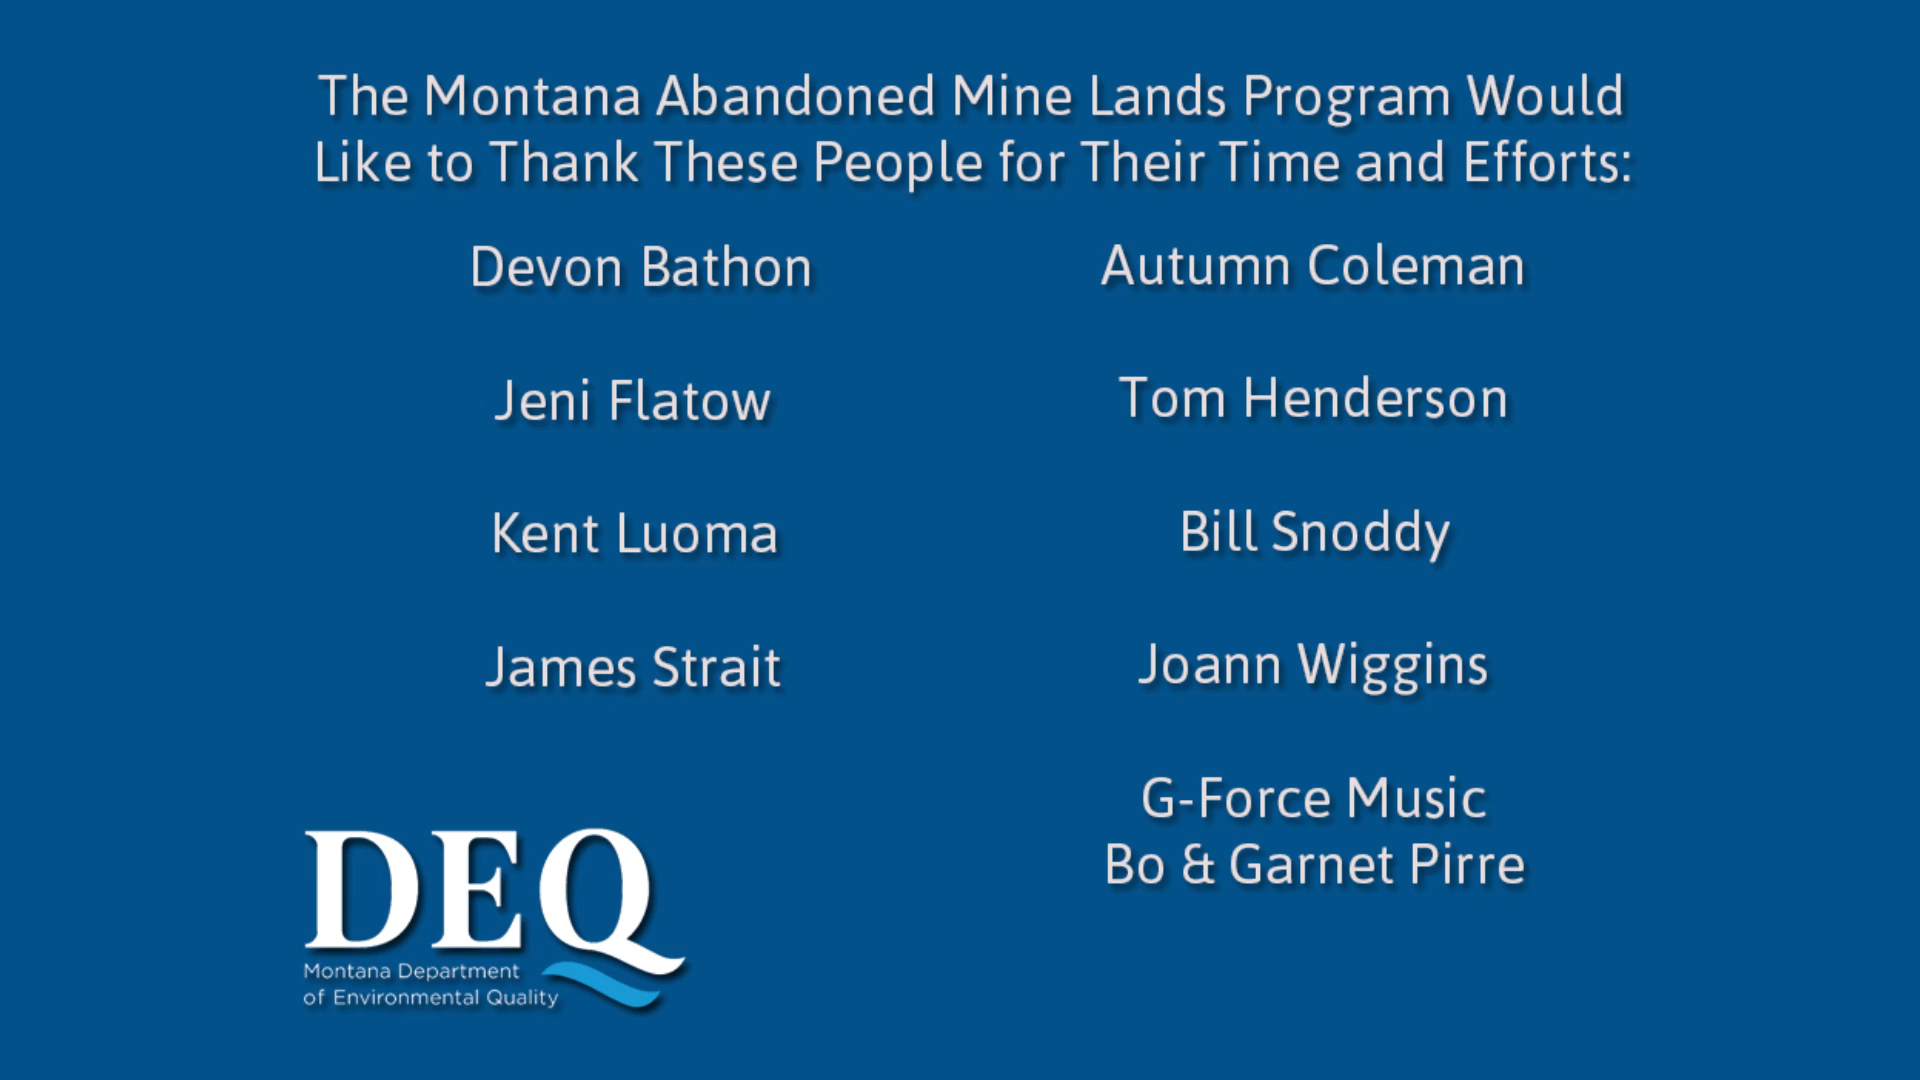 The Montana Abandoned Mine Lands Program Would
Like to Thank These People for Their Time and Efforts:
Devon Bathon
Autumn Coleman
Jeni Flatow
Tom Henderson
Kent Luoma
Bill Snoddy
James Strait
Joann Wiggins
G-Force Music
Bo & Garnet Pirre
DEQ
Montana Department
of Environmental Quality